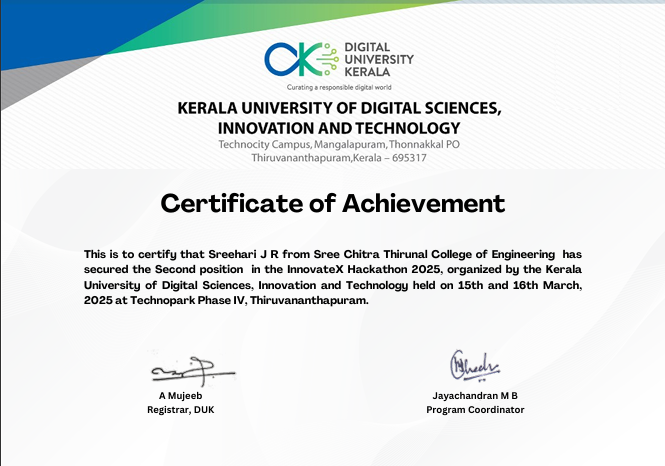 DIGITAL
UNIVERSITY
KERALA
Curating a responsible digital world
KERALA UNIVERSITY OF DIGITAL SCIENCES,
INNOVATION AND TECHNOLOGY
Technocity Campus, Mangalapuram, Thonnakkal PO
Thiruvananthapuram,Kerala – 695317
Certificate of Achievement
This is to certify that Sreehari J R from Sree Chitra Thirunal College of Engineering has
secured the Second position in the InnovateX Hackathon 2025, organized by the Kerala
University of Digital Sciences, Innovation and Technology held on 15th and 16th March,
2025 at Technopark Phase IV, Thiruvananthapuram.
A Mujeeb
Registrar, DUK
Jayachandran M B
Program Coordinator